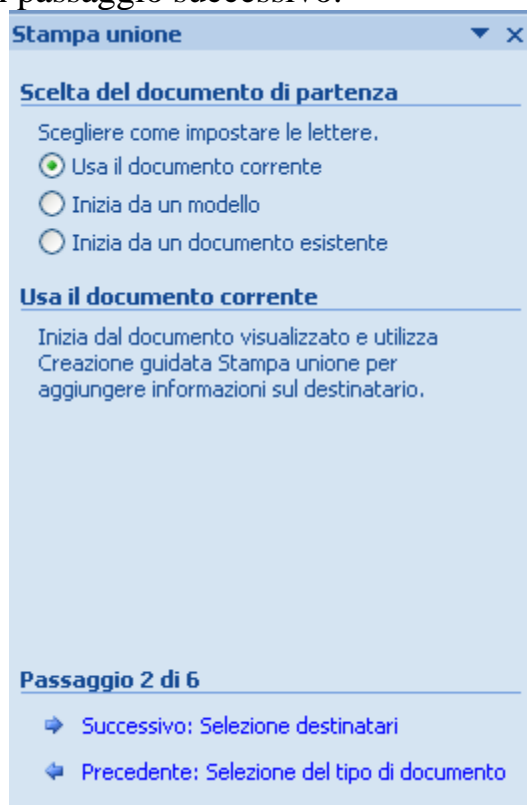 passaggio successivo.
Stampa unione
Scelta del documento di partenza
Scegliere come impostare le lettere.
Usa il documento corrente
Inizia da un modello
Inizia da un documento esistente
Usa il documento corrente
Inizia dal documento visualizzato e utilizza
Creazione guidata Stampa unione per
aggiungere informazioni sul destinatario.
Passaggio 2 di 6
Successivo: Selezione destinatari
Precedente: Selezione del tipo di documento